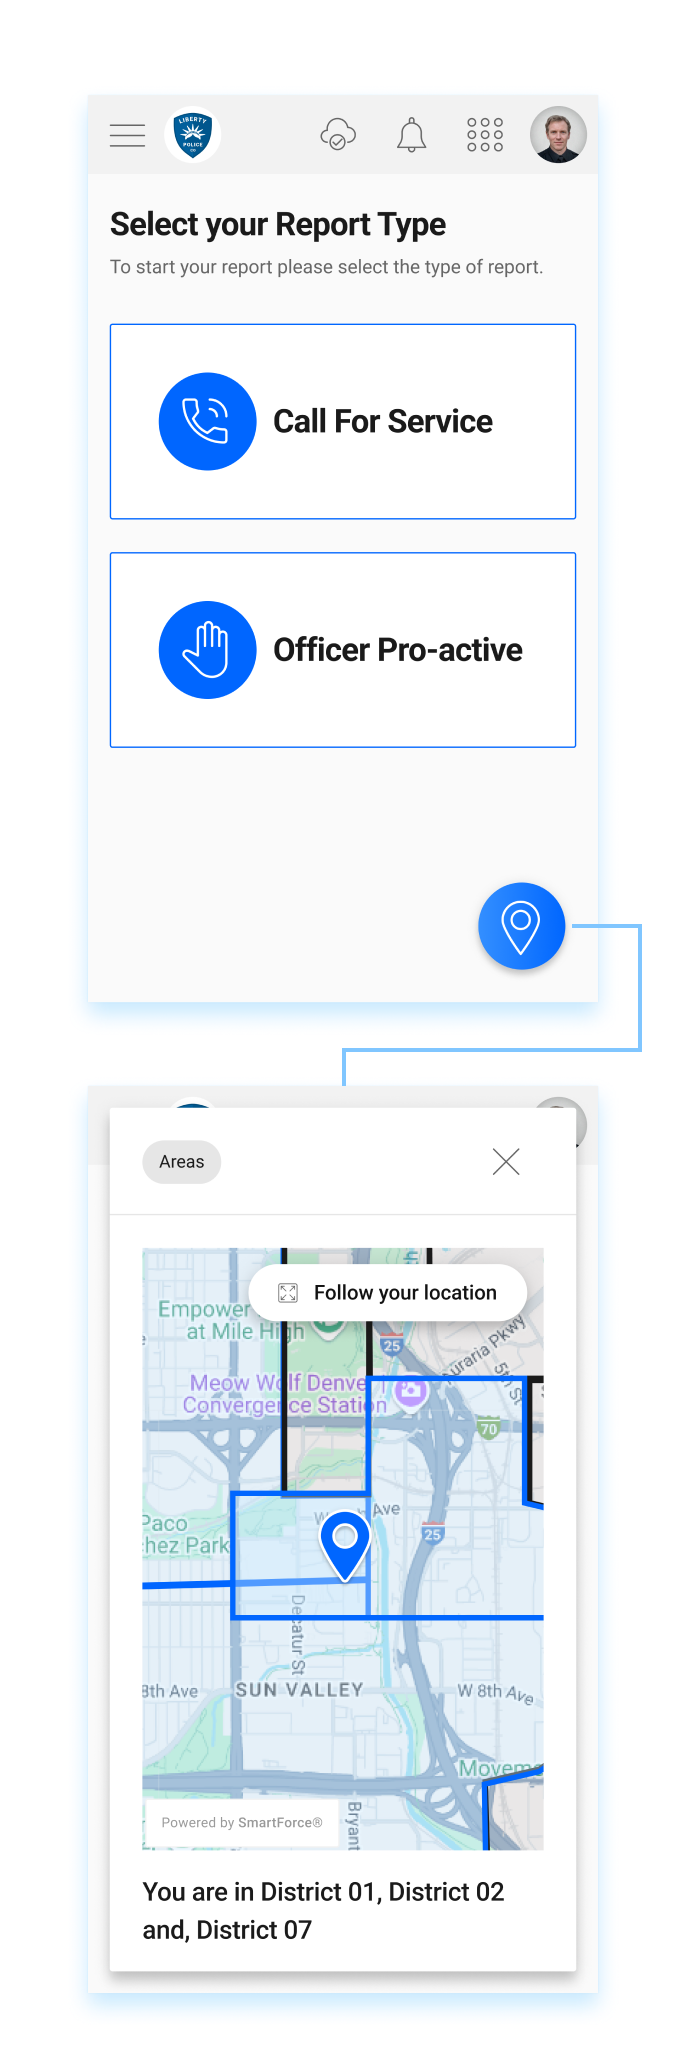 LIBERTY
POLICE
CO
Select your Report Type
To start your report please select the type of report.
Call For Service
Officer Pro-active
Areas
Follow your location
Empower
at Mile High
25
Auraria Pkwy
5th St
Meow Wolf Denver
Convergence Station
70
Ave
25
Paco
hez Park
Decatur St
8th Ave
SUN VALLEY
W 8th Ave
Movem
Powered by SmartForce®
Bryant
You are in District 01, District 02
and, District 07